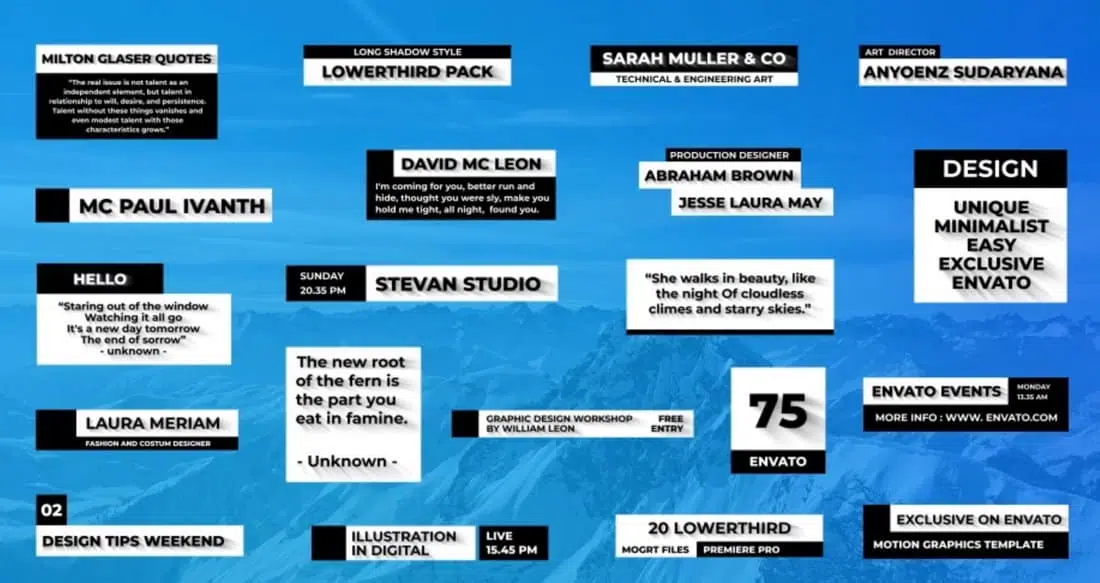 MILTON GLASER QUOTES
"The real issue is not talent as an
independent element, but talent in
relationship to will, desire, and persistence.
Talent without these things vanishes and
even modest talent with those
characteristics grows."
LONG SHADOW STYLE
LOWERTHIRD PACK
SARAH MULLER & CO
TECHNICAL & ENGINEERING ART
ART DIRECTOR
ANYOENZ SUDARYANA
MC PAUL IVANTH
DAVID MC LEON
I'm coming for you, better run and
hide, thought you were sly, make you
hold me tight, all night, found you.
PRODUCTION DESIGNER
ABRAHAM BROWN
JESSE LAURA MAY
DESIGN
UNIQUE
MINIMALIST
EASY
EXCLUSIVE
ENVATO
HELLO
"Staring out of the window
Watching it all go
It's a new day tomorrow
The end of sorrow"
- unknown -
SUNDAY
20.35 PM
STEVAN STUDIO
"She walks in beauty, like
the night Of cloudless
climes and starry skies."
The new root
of the fern is
the part you
eat in famine.
- Unknown -
LAURA MERIAM
FASHION AND COSTUM DESIGNER
GRAPHIC DESIGN WORKSHOP
BY WILLIAM LEON
FREE
ENTRY
75
ENVATO
ENVATO EVENTS
MONDAY
13.35 AM
MORE INFO : WWW. ENVATO.COM
02
DESIGN TIPS WEEKEND
ILLUSTRATION
IN DIGITAL
LIVE
15.45 PM
20 LOWERTHIRD
MOGRT FILES
PREMIERE PRO
EXCLUSIVE ON ENVATO
MOTION GRAPHICS TEMPLATE